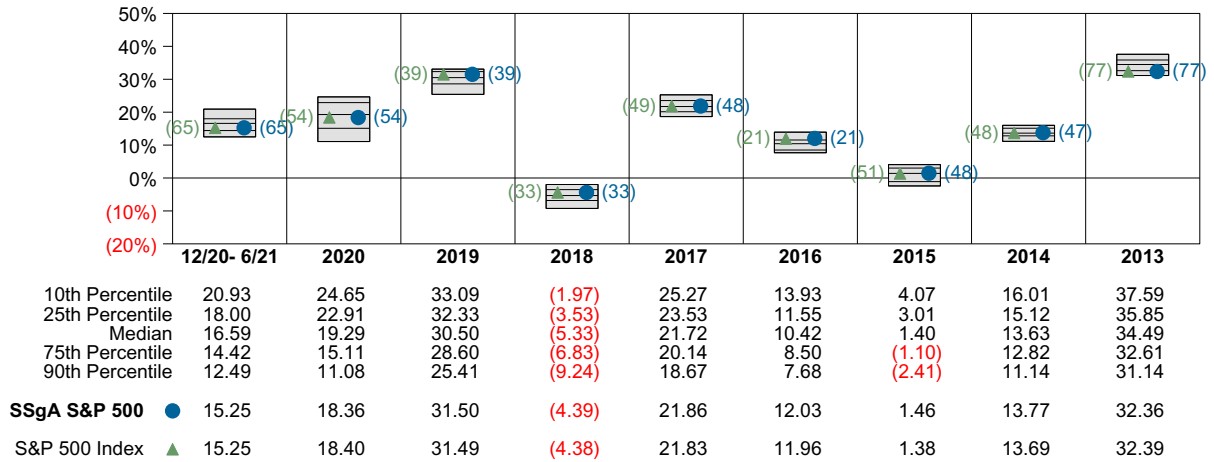 50%
40%
30%
20%
10%
0%
(10%)
(20%)
(65) (65) (54) (54) (39) (39) (33) (33) (49) (48) (21) (21) (51) (48) (48) (47) (77) (77)
12/20- 6/21 2020 2019 2018 2017 2016 2015 2014 2013
10th Percentile 20.93 24.65 33.09 (1.97) 25.27 13.93 4.07 16.01 37.59
25th Percentile 18.00 22.91 32.33 (3.53) 23.53 11.55 3.01 15.12 35.85
Median 16.59 19.29 30.50 (5.33) 21.72 10.42 1.40 13.63 34.49
75th Percentile 14.42 15.11 28.60 (6.83) 20.14 8.50 (1.10) 12.82 32.61
90th Percentile 12.49 11.08 25.41 (9.24) 18.67 7.68 (2.41) 11.14 31.14
SSgA S&P 500 15.25 18.36 31.50 (4.39) 21.86 12.03 1.46 13.77 32.36
S&P 500 Index 15.25 18.40 31.49 (4.38) 21.83 11.96 1.38 13.69 32.39